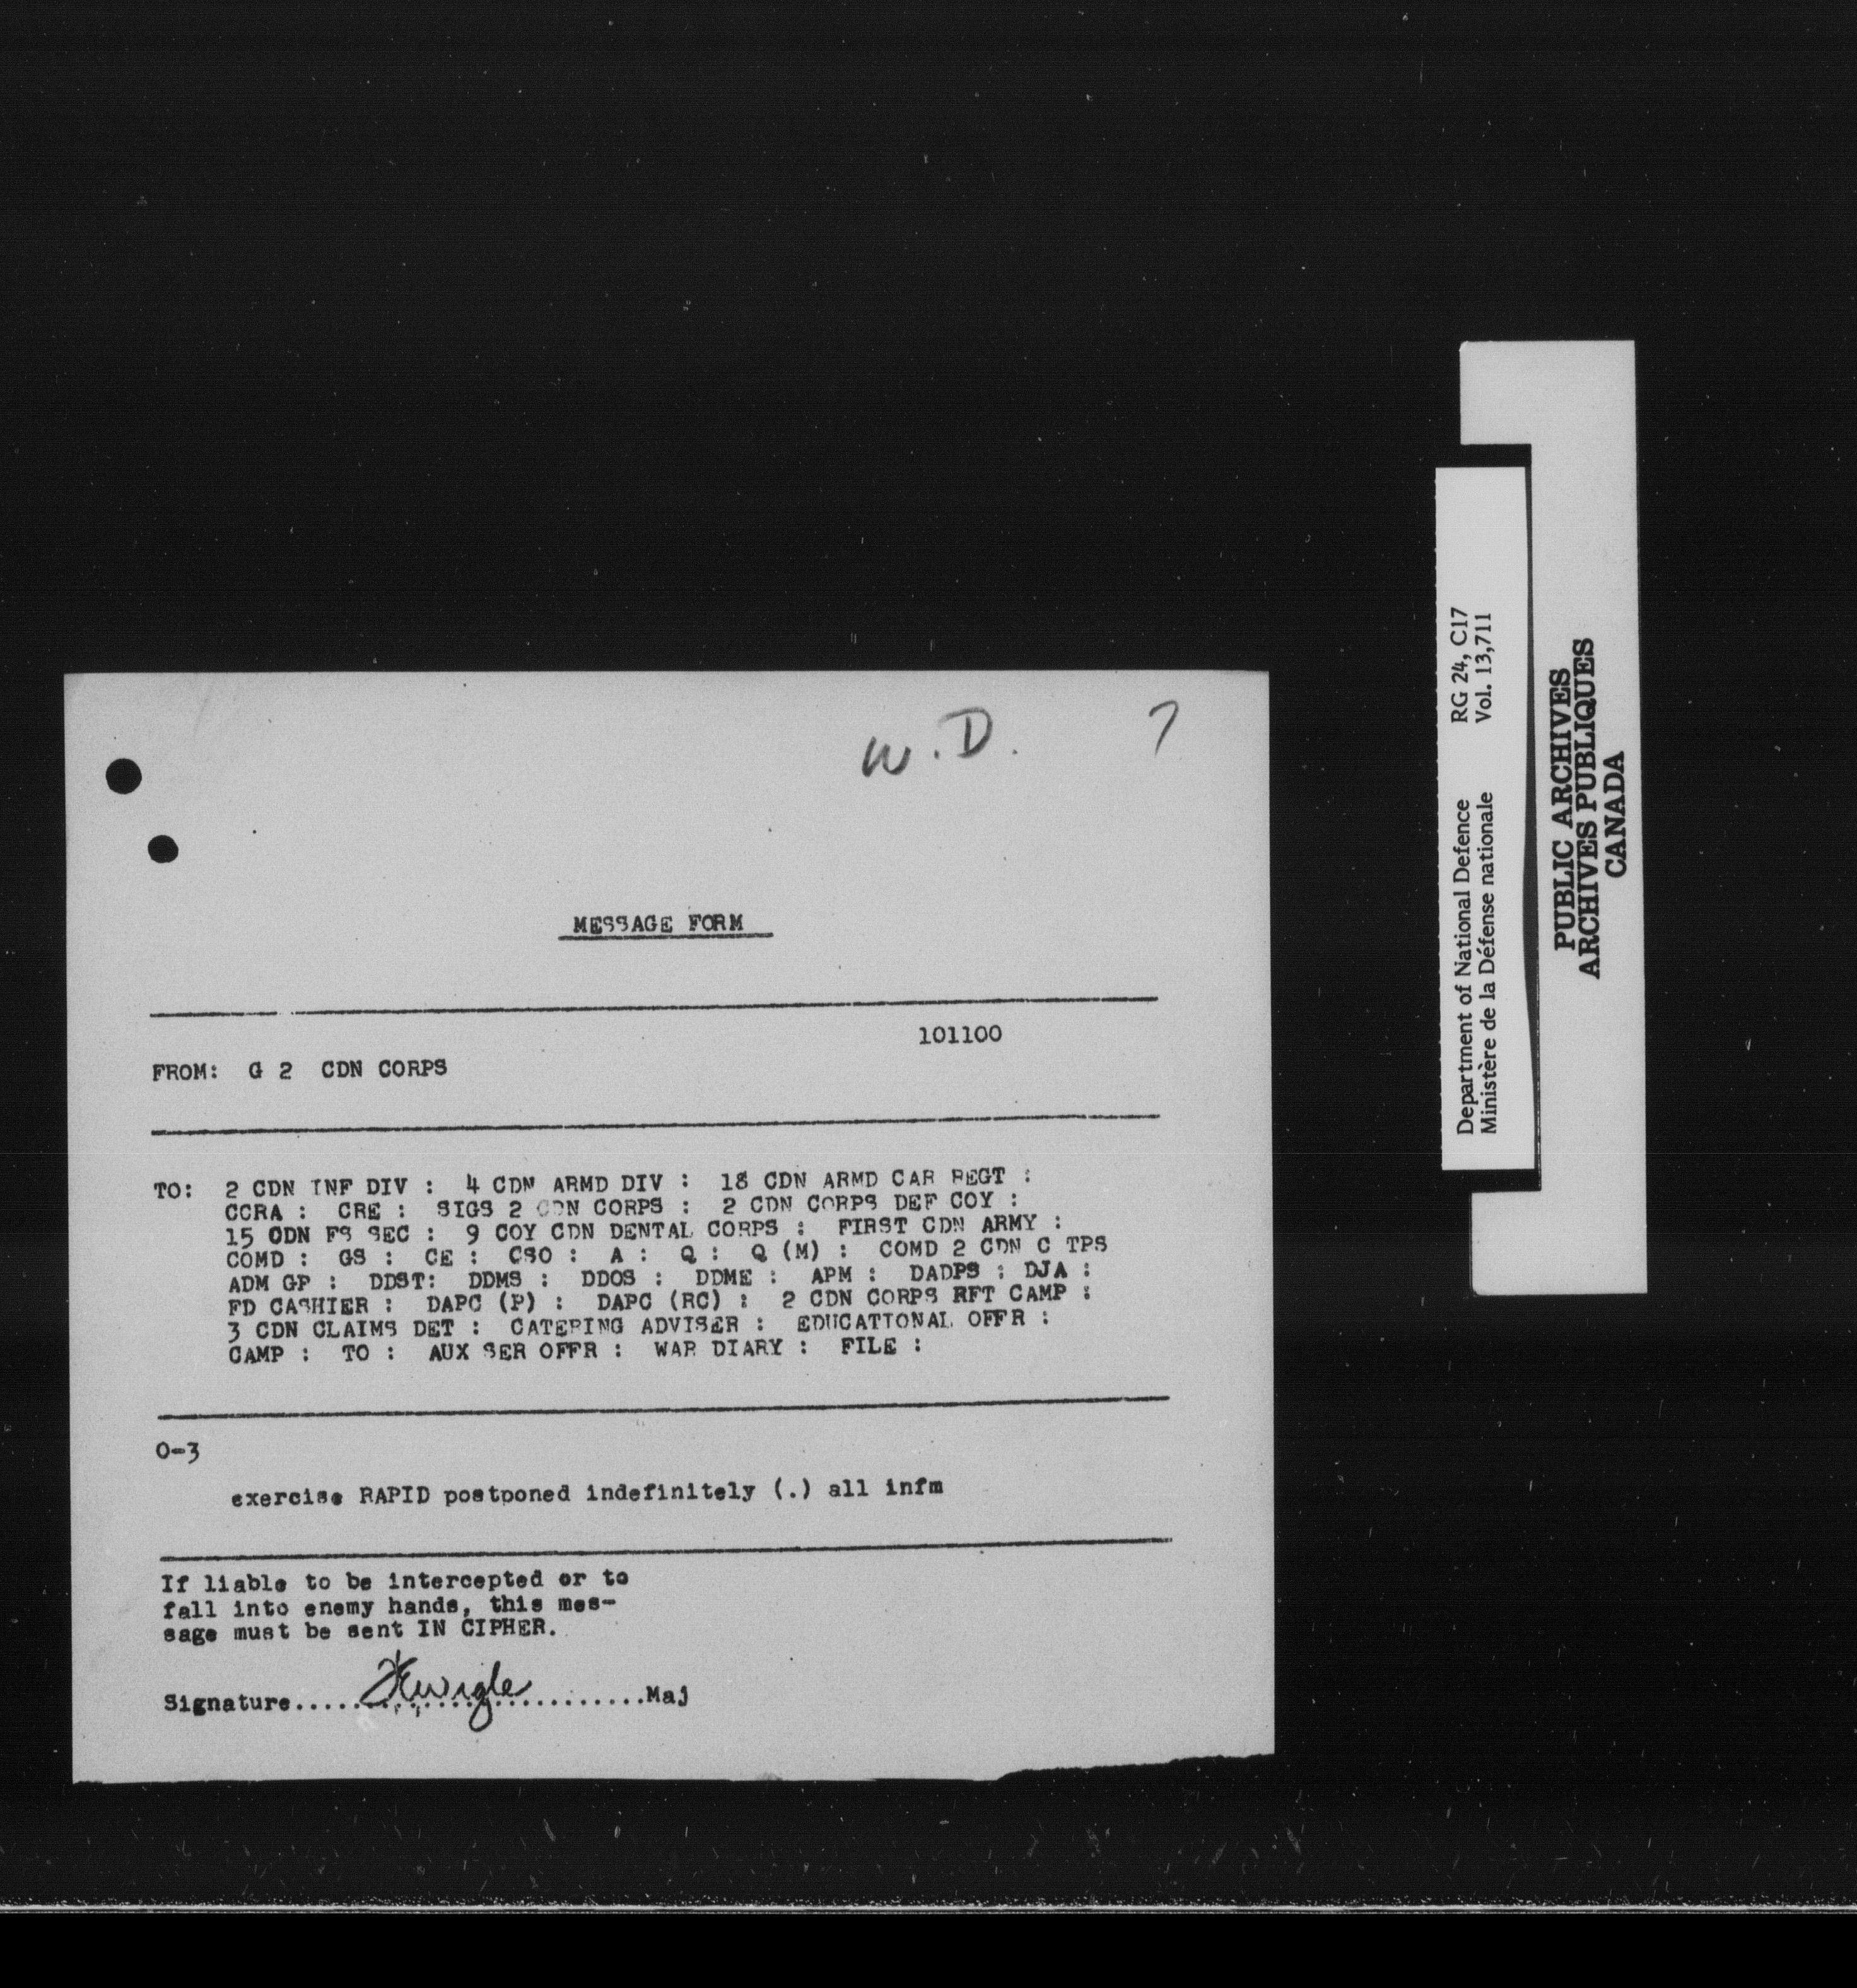 W.D. 7
MESSAGE FORM
101100
FROM: G 2 CDN CORPS
TO: 2 CDN INF DIV : 4 CDN ARMD DIV : 18 CDN ARMD CAR REGT :
CCRA : CRE : SIGS 2 CDN CORPS : 2 CDN CORPS DEF COY :
15 CDN FS SEC : 9 COY CDN DENTAL CORPS : FIRST CDN ARMY :
COMD : GS : CE : CSO : A : Q : Q (M) : COMD 2 CDN C TPS
ADM GP : DDST: DDMS : DDOS : DDME : APM : DADPS : DJA :
FD CASHIER : DAPC (P) : DAPC (RC) : 2 CDN CORPS RFT CAMP :
3 CDN CLAIMS DET : CATERING ADVISER : EDUCATIONAL OFFR :
CAMP : TO : AUX SER OFFR : WAR DIARY : FILE :
O-3
exercise RAPID postponed indefinitely (.) all infm
If liable to be intercepted or to
fall into enemy hands, this mes-
sage must be sent IN CIPHER.
Signature..............................Maj
Department of National Defence RG 24, C17
Ministère de la Défense nationale Vol. 13,711
PUBLIC ARCHIVES
ARCHIVES PUBLIQUES
CANADA